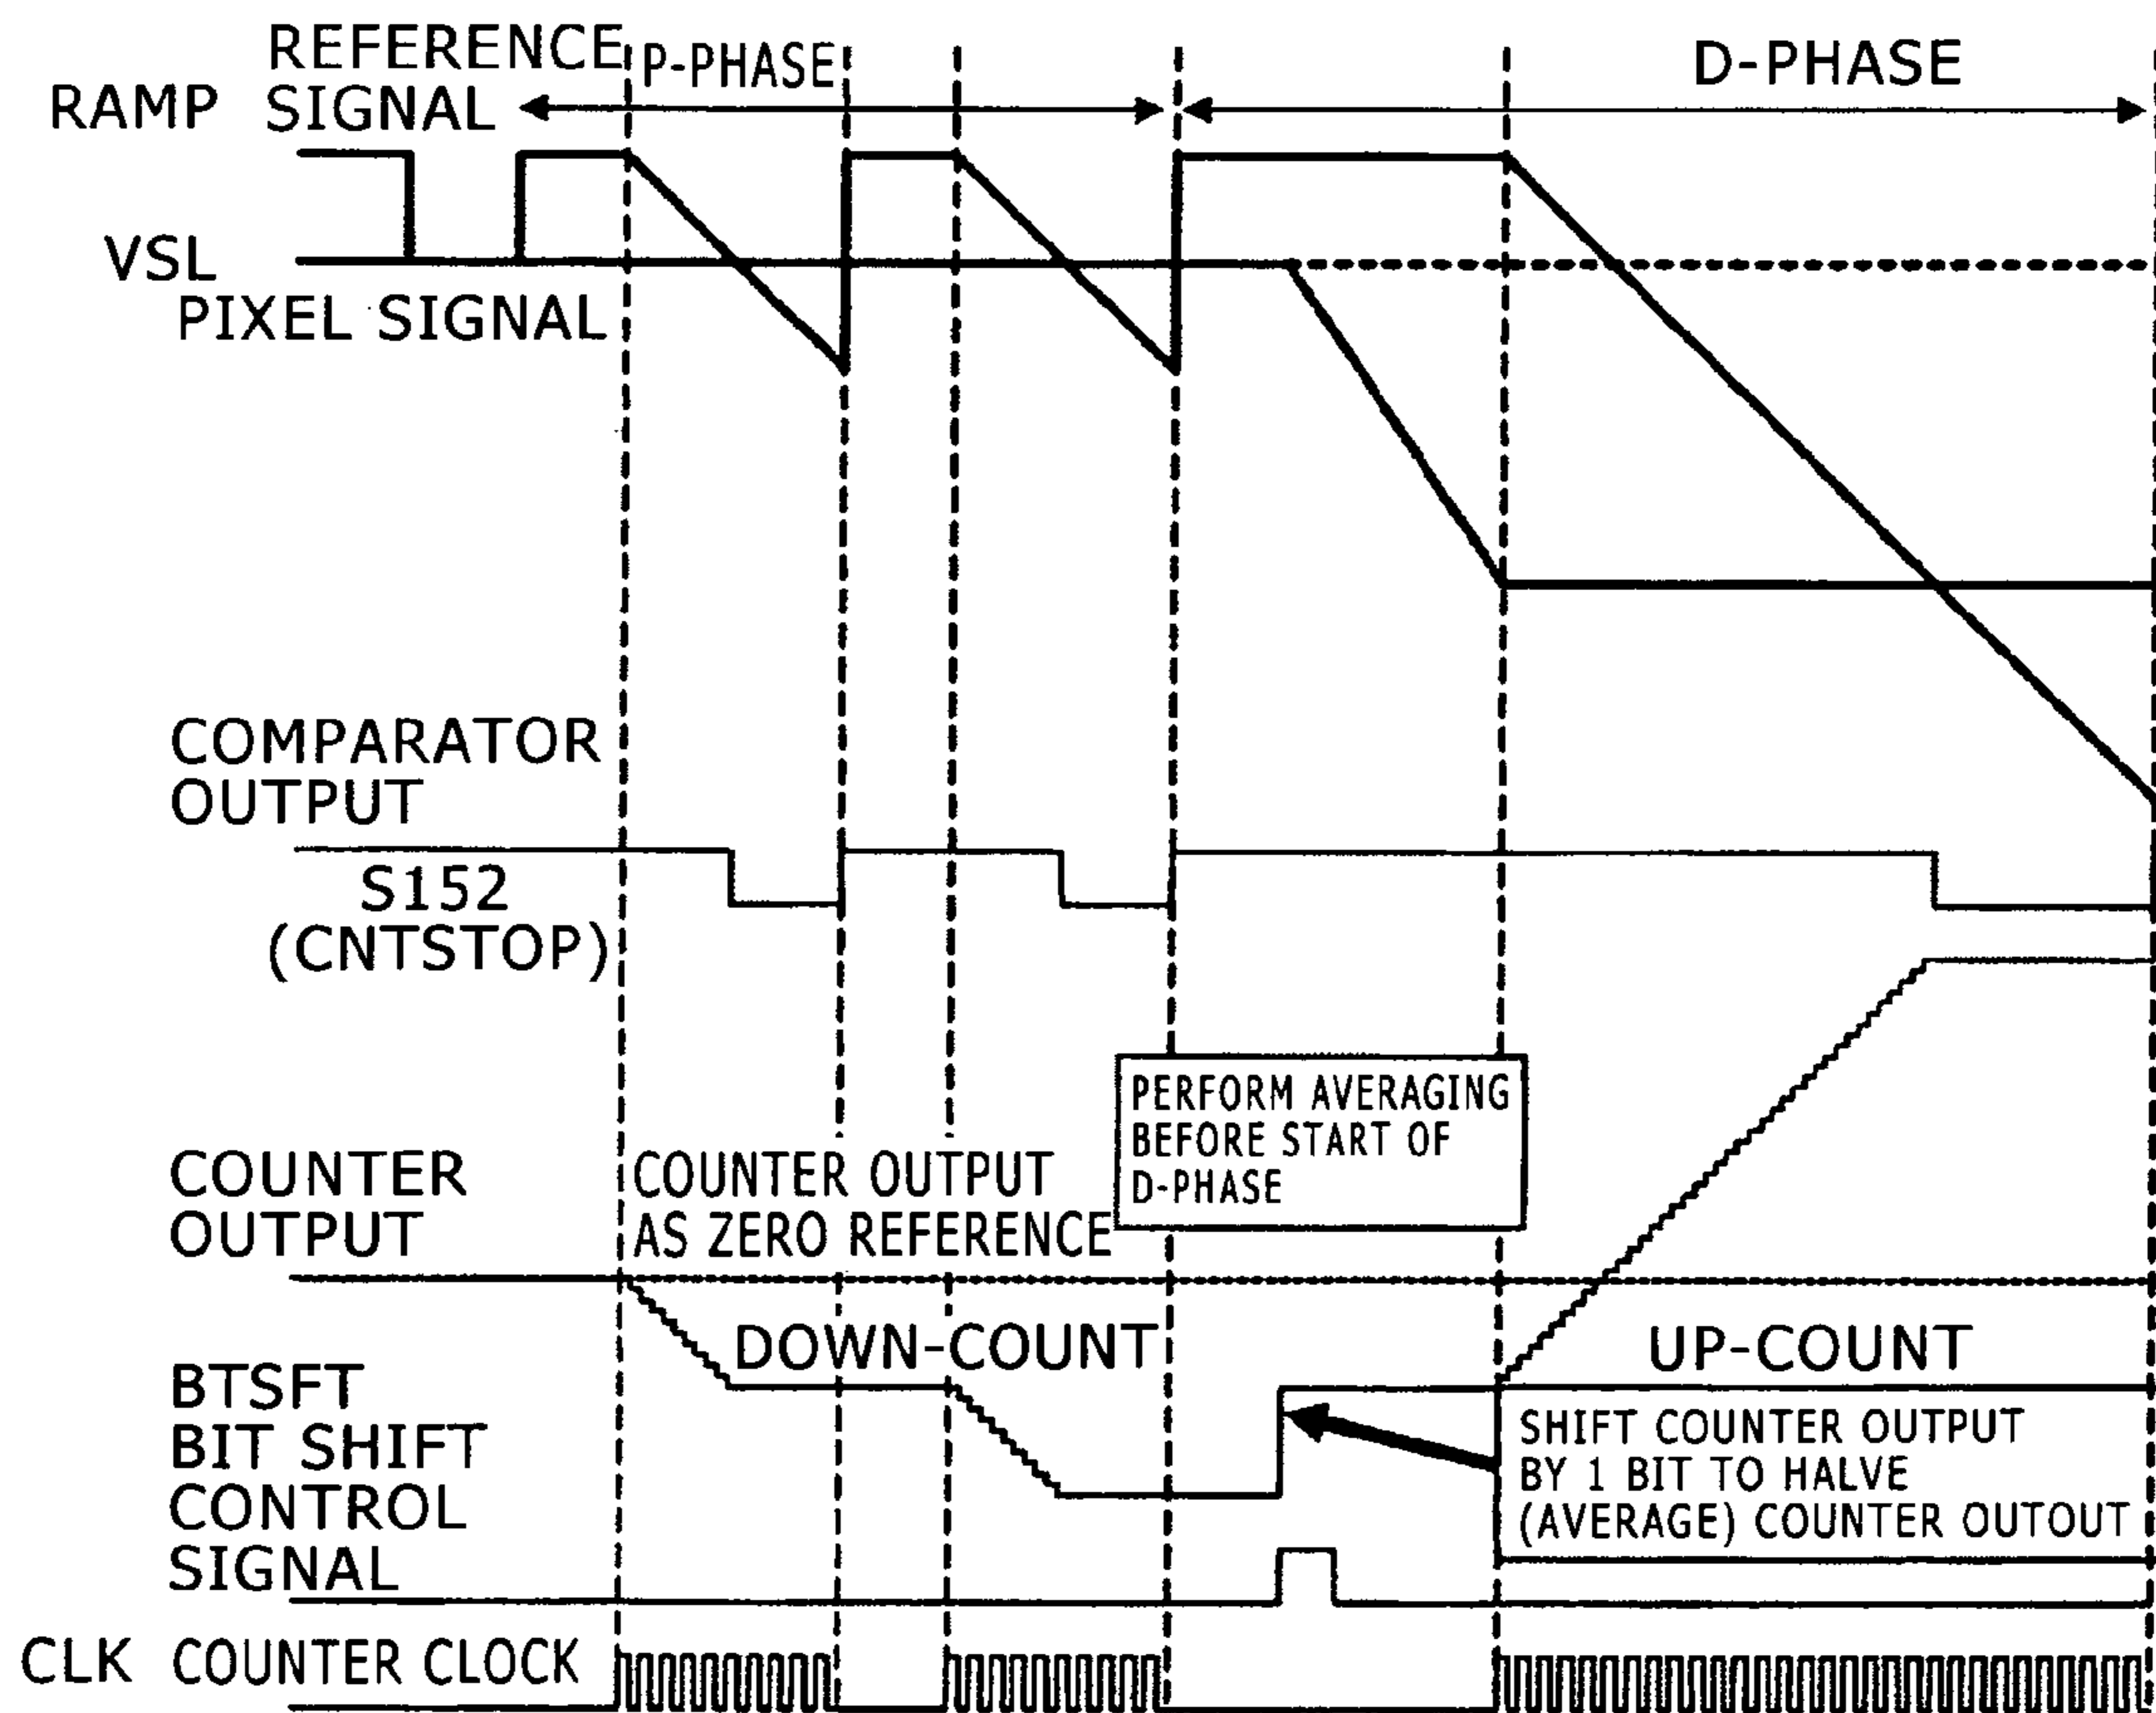 REFERENCE
RAMP SIGNAL
P-PHASE
D-PHASE
VSL
PIXEL SIGNAL
COMPARATOR
OUTPUT
S152
(CNTSTOP)
PERFORM AVERAGING
BEFORE START OF
D-PHASE
COUNTER
OUTPUT
COUNTER OUTPUT
AS ZERO REFERENCE
DOWN-COUNT
UP-COUNT
BTSFT
BIT SHIFT
CONTROL
SIGNAL
SHIFT COUNTER OUTPUT
BY 1 BIT TO HALVE
(AVERAGE) COUNTER OUTOUT
CLK COUNTER CLOCK